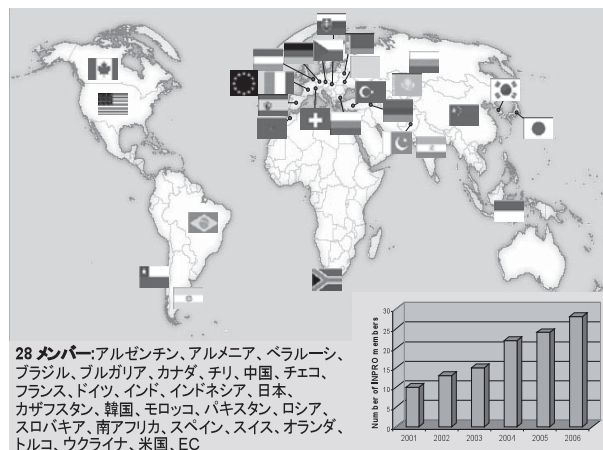 28 メンバー:アルゼンチン、アルメニア、ベラルーシ、
ブラジル、ブルガリア、カナダ、チリ、中国、チェコ、
フランス、ドイツ、インド、インドネシア、日本、
カザフスタン、韓国、モロッコ、パキスタン、ロシア、
スロバキア、南アフリカ、スペイン、スイス、オランダ、
トルコ、ウクライナ、米国、EC
Number of INPRO members
30
25
20
15
10
5
0
2001 2002 2003 2004 2005 2006